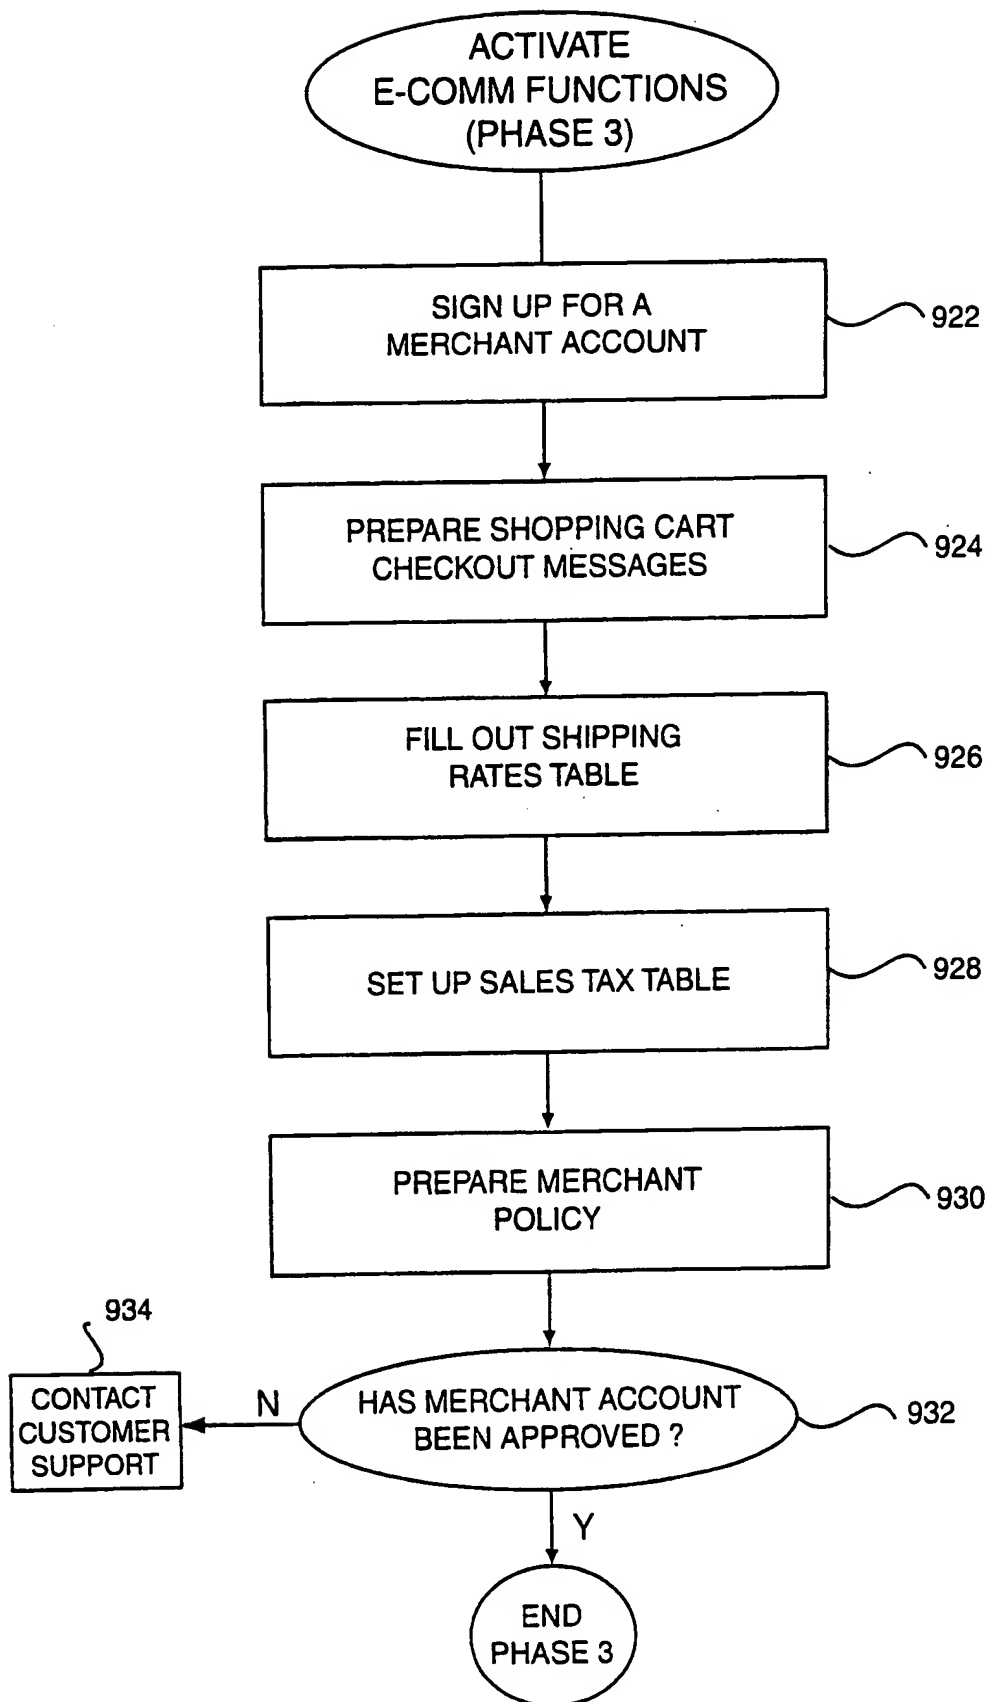 ACTIVATE
E-COMM FUNCTIONS
(PHASE 3)
SIGN UP FOR A
MERCHANT ACCOUNT
922
PREPARE SHOPPING CART
CHECKOUT MESSAGES
924
FILL OUT SHIPPING
RATES TABLE
926
SET UP SALES TAX TABLE
928
PREPARE MERCHANT
POLICY
930
934
CONTACT
CUSTOMER
SUPPORT
N
HAS MERCHANT ACCOUNT
BEEN APPROVED ?
932
Y
END
PHASE 3